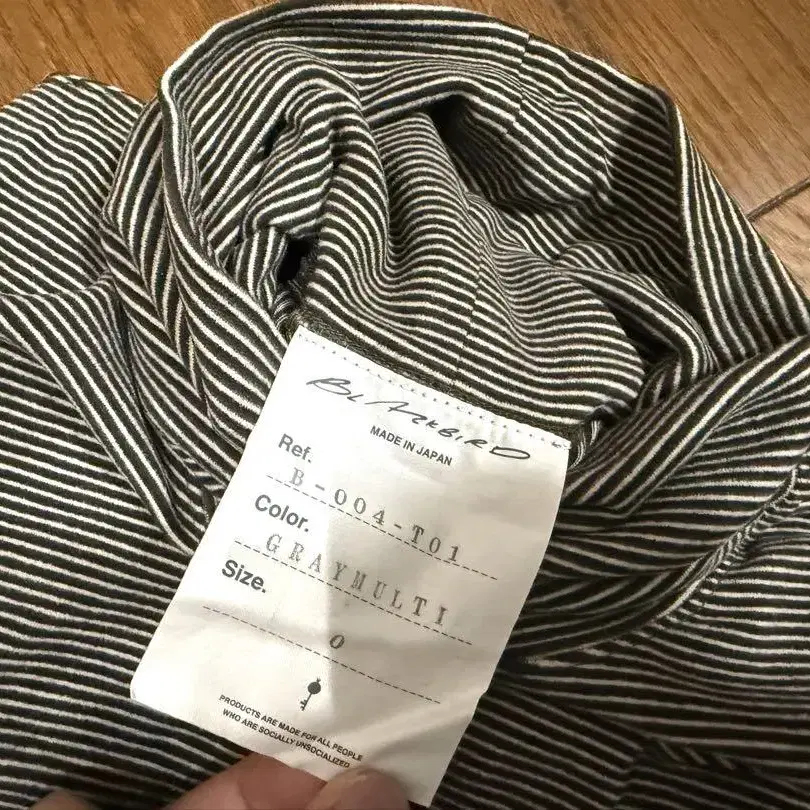 BLACKBIRD
MADE IN JAPAN
Ref.
B-004-T01
Color.
GRAYMULTI
Size.
0
PRODUCTS ARE MADE FOR ALL PEOPLE
WHO ARE SOCIALLY UNSOCIALIZED